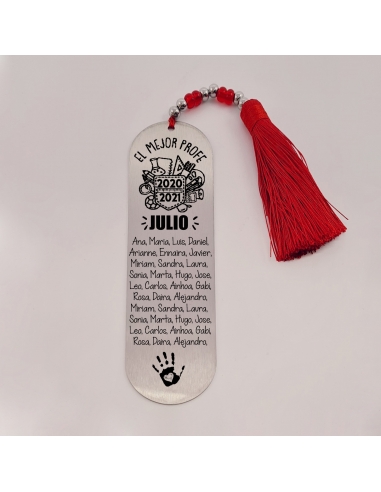 EL MEJOR PROFE
2020
2021
JULIO
Ana, Maria, Luis, Daniel,
Arianne, Ennaira, Javier,
Miriam, Sandra, Laura,
Sonia, Marta, Hugo, Jose,
Leo, Carlos, Ainhoa, Gabi,
Rosa, Daira, Alejandro,
Miriam, Sandra, Laura,
Sonia, Marta, Hugo, Jose,
Leo, Carlos, Ainhoa, Gabi,
Rosa, Daira, Alejandro,